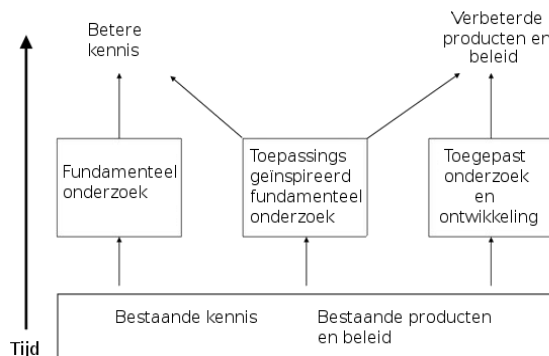 Betere
kennis
Verbeterde
producten en
beleid
Fundamenteel
onderzoek
Toepassings
geïnspireerd
fundamenteel
onderzoek
Toegepast
onderzoek
en
ontwikkeling
Bestaande kennis
Bestaande producten
en beleid
Tijd